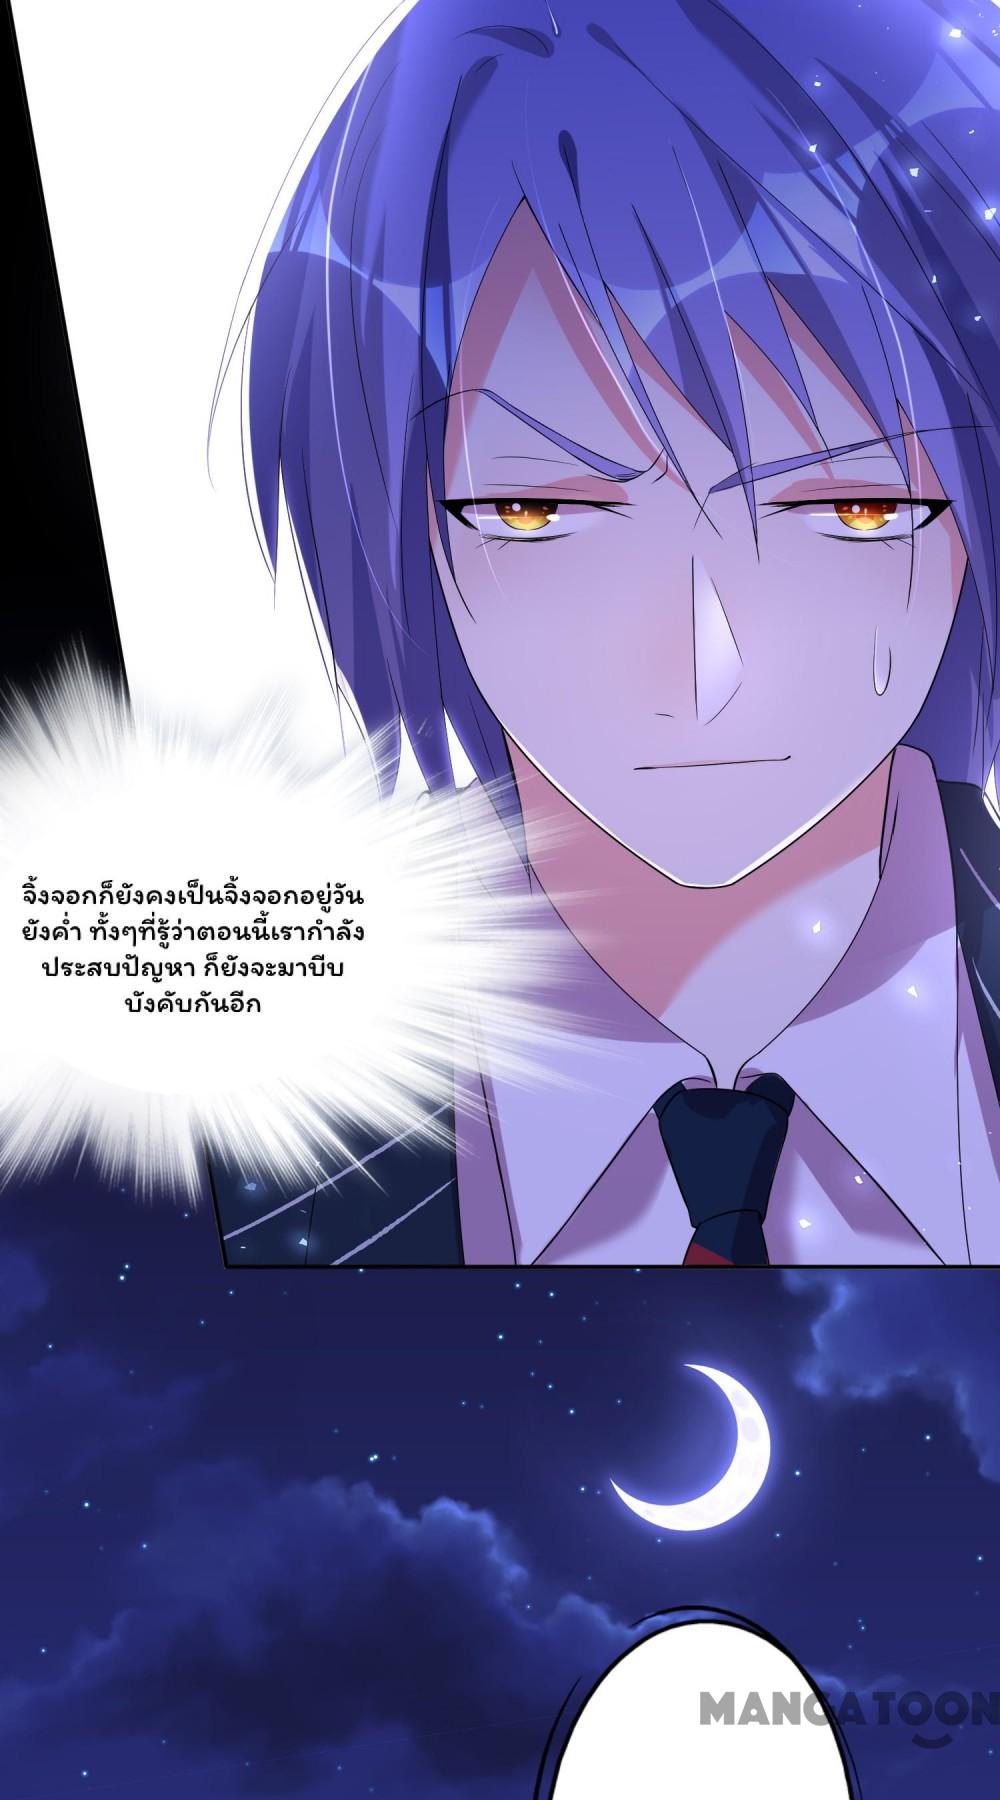 จิ้งจอกก็ยังคงเป็นจิ้งจอกอยู่วัน
ยังค่ำ ทั้งๆที่รู้ว่าตอนนี้เรากำลัง
ประสบปัญหา ก็ยังจะมาบีบ
บังคับกันอีก
MANGATOON